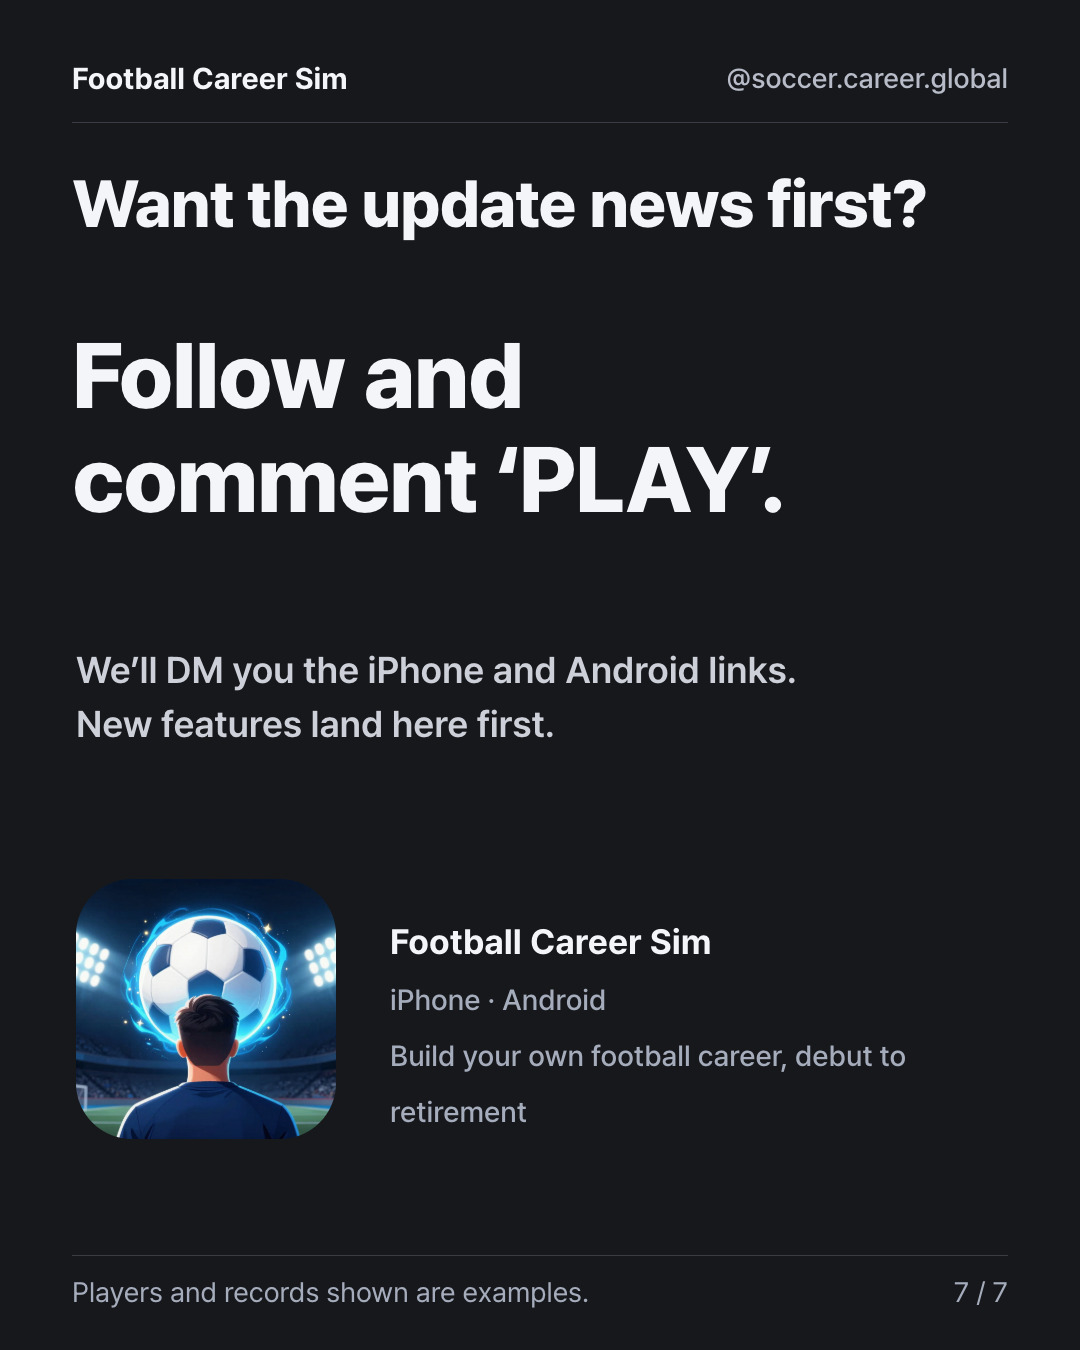 Football Career Sim
@soccer.career.global
Want the update news first?
Follow and
comment ‘PLAY’.
We’ll DM you the iPhone and Android links.
New features land here first.
Football Career Sim
iPhone · Android
Build your own football career, debut to
retirement
Players and records shown are examples.
7 / 7